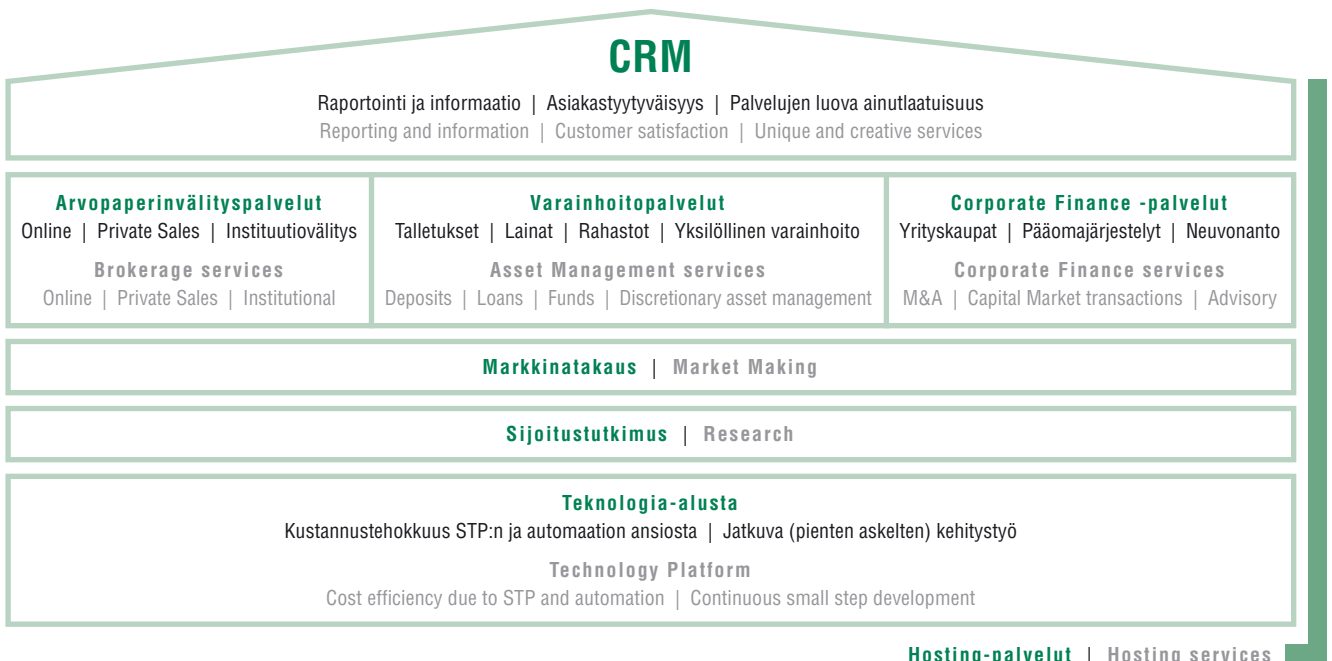 CRM
Raportointi ja informaatio | Asiakastyytyväisyys | Palvelujen luova ainutlaatuisuus
Reporting and information | Customer satisfaction | Unique and creative services
Arvopaperinvälityspalvelut
Online | Private Sales | Instituutiovälitys
Brokerage services
Online | Private Sales | Institutional
Varainhoitopalvelut
Talletukset | Lainat | Rahastot | Yksilöllinen varainhoito
Asset Management services
Deposits | Loans | Funds | Discretionary asset management
Corporate Finance -palvelut
Yrityskaupat | Pääomajärjestelyt | Neuvonanto
Corporate Finance services
M&A | Capital Market transactions | Advisory
Markkinatakaus | Market Making
Sijoitustutkimus | Research
Teknologia-alusta
Kustannustehokkuus STP:n ja automaation ansiosta | Jatkuva (pienten askelten) kehitystyö
Technology Platform
Cost efficiency due to STP and automation | Continuous small step development
Hosting-palvelut | Hosting services